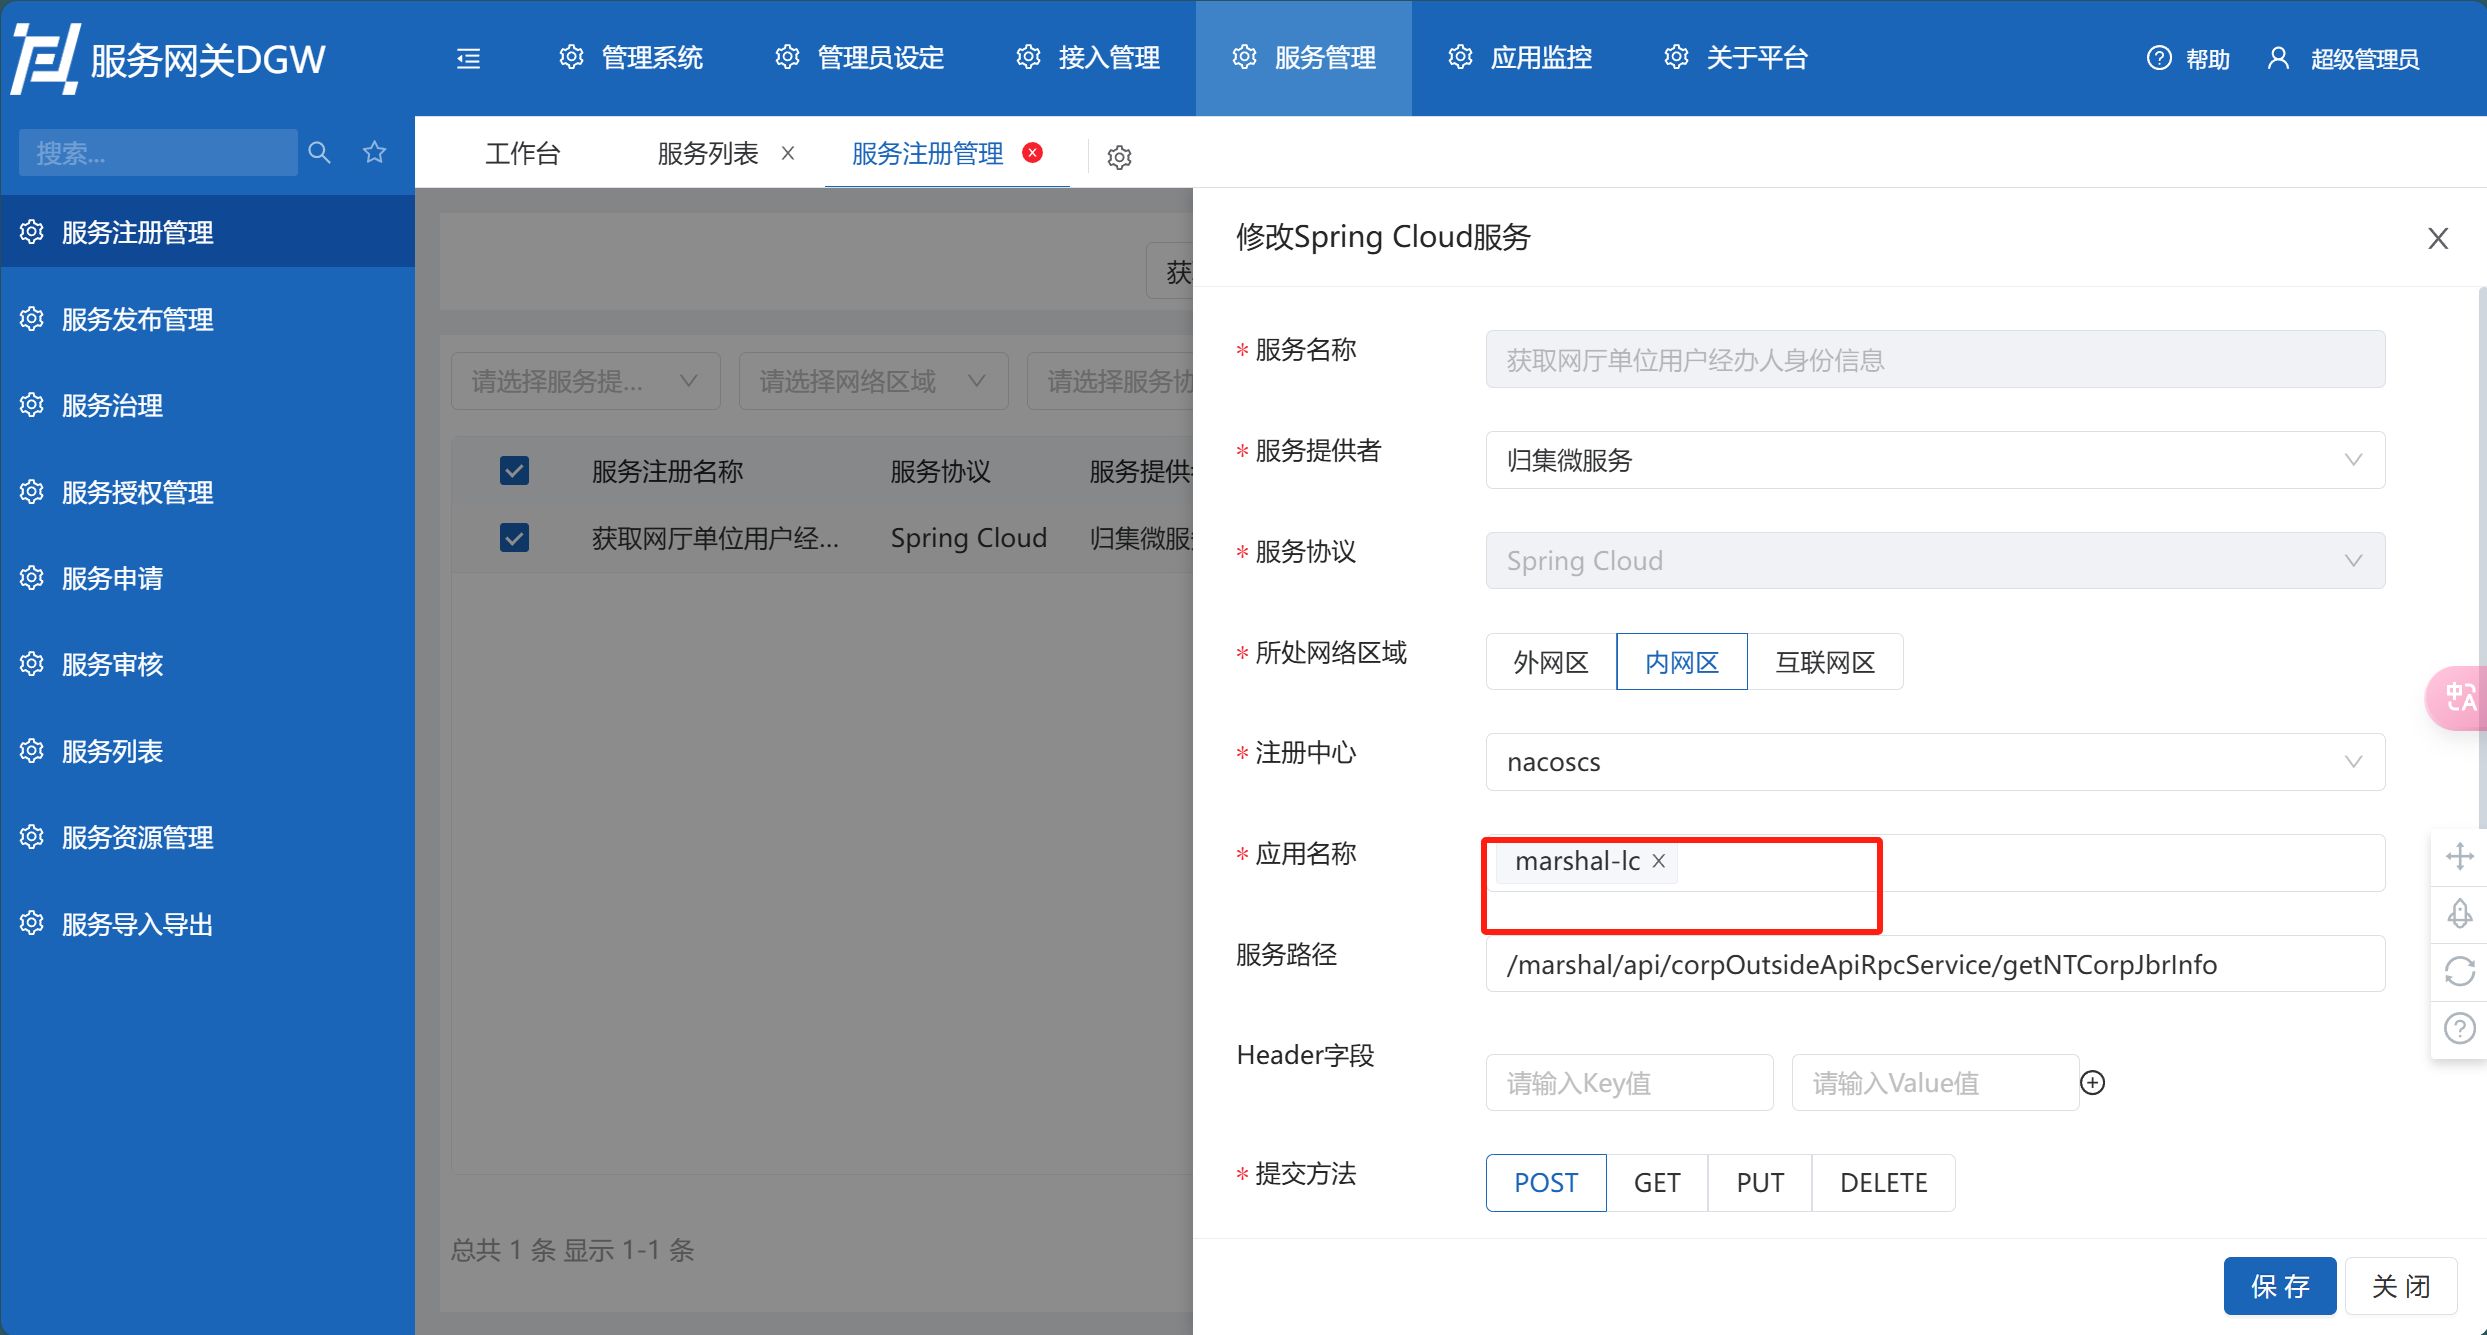 服务网关DGW
管理系统
管理员设定
接入管理
服务管理
应用监控
关于平台
帮助
超级管理员
搜索...
工作台
服务列表
服务注册管理
服务注册管理
服务发布管理
服务治理
服务授权管理
服务申请
服务审核
服务列表
服务资源管理
服务导入导出
获
请选择服务提...
请选择网络区域
请选择服务协
服务注册名称
服务协议
服务提供
获取网厅单位用户经...
Spring Cloud
归集微服
总共 1 条 显示 1-1 条
修改Spring Cloud服务
* 服务名称
获取网厅单位用户经办人身份信息
* 服务提供者
归集微服务
* 服务协议
Spring Cloud
* 所处网络区域
外网区
内网区
互联网区
* 注册中心
nacoscs
* 应用名称
marshal-lc
服务路径
/marshal/api/corpOutsideApiRpcService/getNTCorpJbrInfo
Header字段
请输入Key值
请输入Value值
* 提交方法
POST
GET
PUT
DELETE
保 存
关 闭
中A